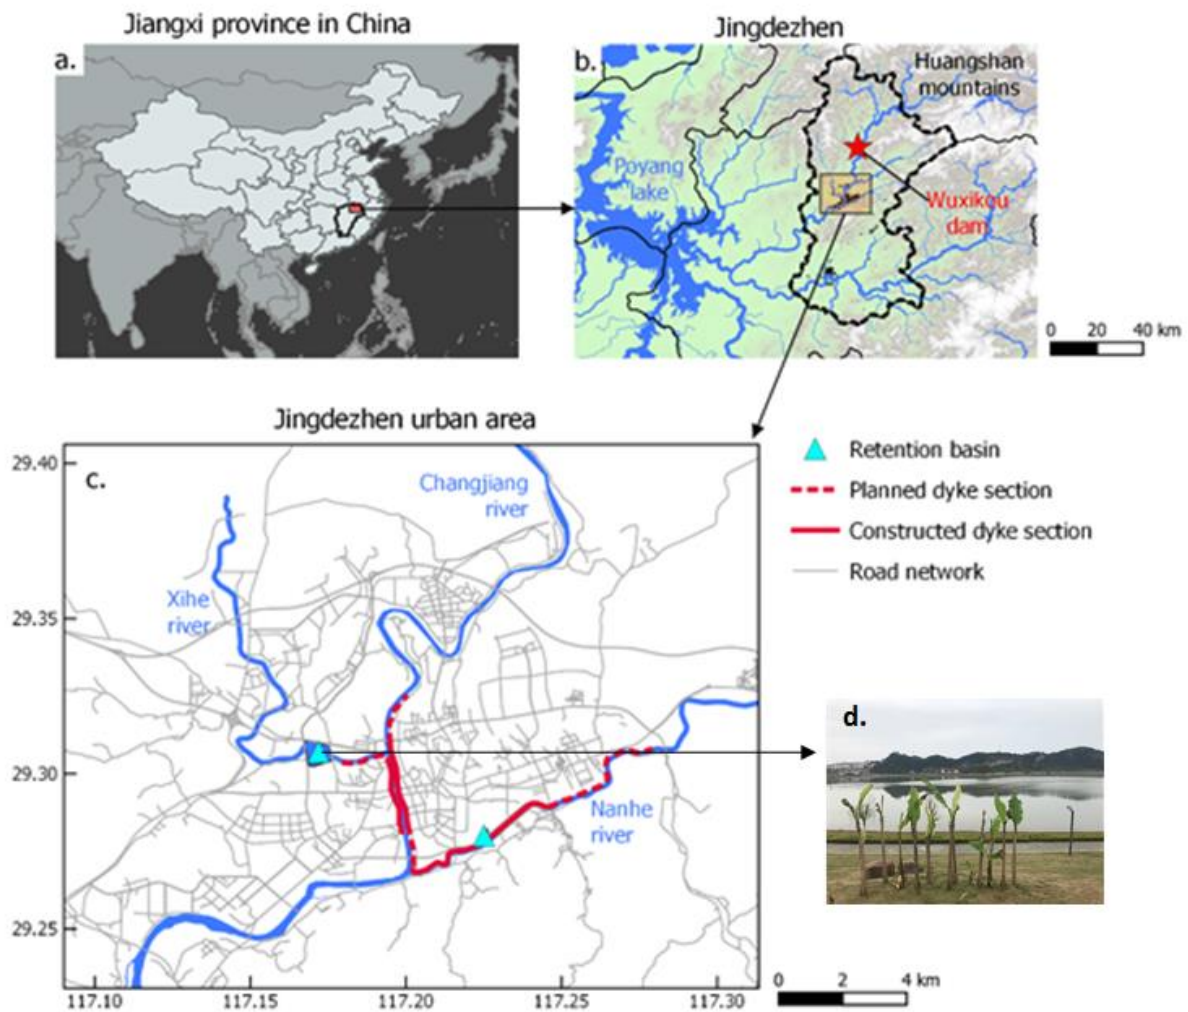 Jiangxi province in China
Jingdezhen
a.
b.
Huangshan
mountains
Poyang
lake
Wuxikou
dam
0 20 40 km
Jingdezhen urban area
c.
29.40
29.35
29.30
29.25
Changjiang
river
Xihe
river
Nanhe
river
117.10 117.15 117.20 117.25 117.30
Retention basin
Planned dyke section
Constructed dyke section
Road network
d.
0 2 4 km